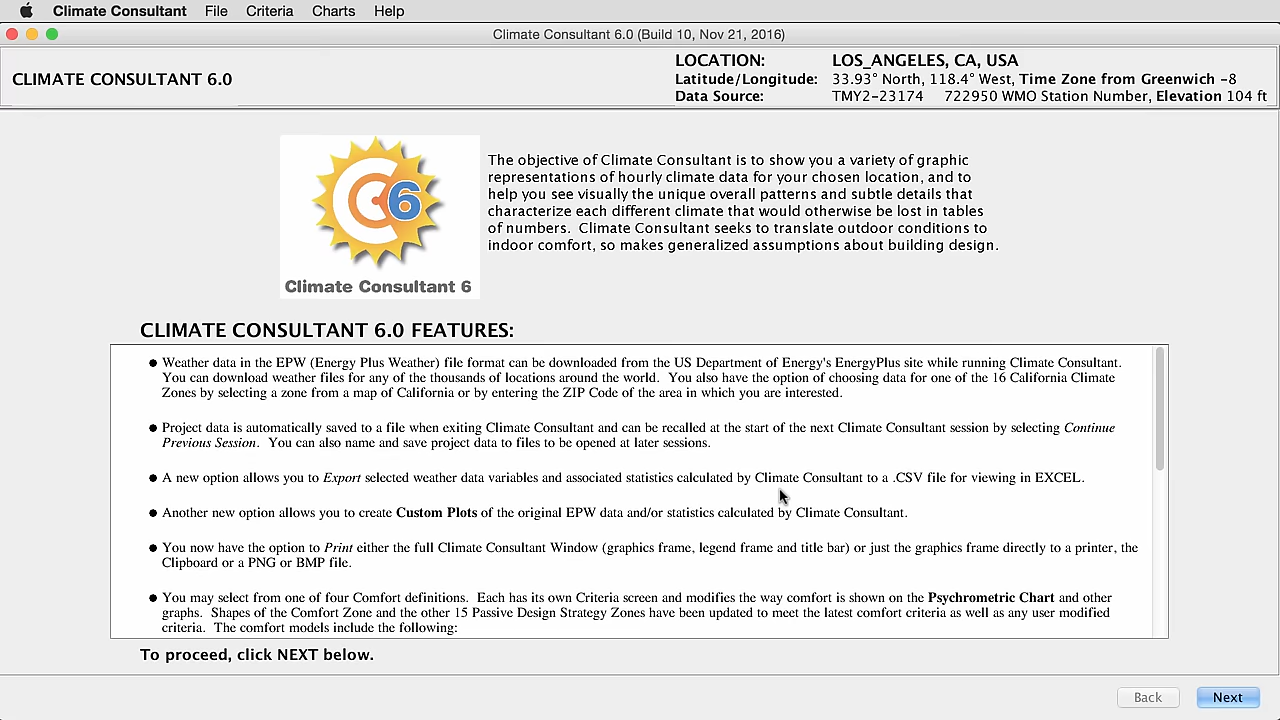 Climate Consultant File Criteria Charts Help
Climate Consultant 6.0 (Build 10, Nov 21, 2016)
CLIMATE CONSULTANT 6.0
LOCATION: LOS_ANGELES, CA, USA
Latitude/Longitude: 33.93° North, 118.4° West, Time Zone from Greenwich -8
Data Source: TMY2-23174 722950 WMO Station Number, Elevation 104 ft
C6
Climate Consultant 6
The objective of Climate Consultant is to show you a variety of graphic
representations of hourly climate data for your chosen location, and to
help you see visually the unique overall patterns and subtle details that
characterize each different climate that would otherwise be lost in tables
of numbers. Climate Consultant seeks to translate outdoor conditions to
indoor comfort, so makes generalized assumptions about building design.
CLIMATE CONSULTANT 6.0 FEATURES:
● Weather data in the EPW (Energy Plus Weather) file format can be downloaded from the US Department of Energy's EnergyPlus site while running Climate Consultant.
You can download weather files for any of the thousands of locations around the world. You also have the option of choosing data for one of the 16 California Climate
Zones by selecting a zone from a map of California or by entering the ZIP Code of the area in which you are interested.
● Project data is automatically saved to a file when exiting Climate Consultant and can be recalled at the start of the next Climate Consultant session by selecting Continue
Previous Session. You can also name and save project data to files to be opened at later sessions.
● A new option allows you to Export selected weather data variables and associated statistics calculated by Climate Consultant to a .CSV file for viewing in EXCEL.
● Another new option allows you to create Custom Plots of the original EPW data and/or statistics calculated by Climate Consultant.
● You now have the option to Print either the full Climate Consultant Window (graphics frame, legend frame and title bar) or just the graphics frame directly to a printer, the
Clipboard or a PNG or BMP file.
● You may select from one of four Comfort definitions. Each has its own Criteria screen and modifies the way comfort is shown on the Psychrometric Chart and other
graphs. Shapes of the Comfort Zone and the other 15 Passive Design Strategy Zones have been updated to meet the latest comfort criteria as well as any user modified
criteria. The comfort models include the following:
To proceed, click NEXT below.
Back Next